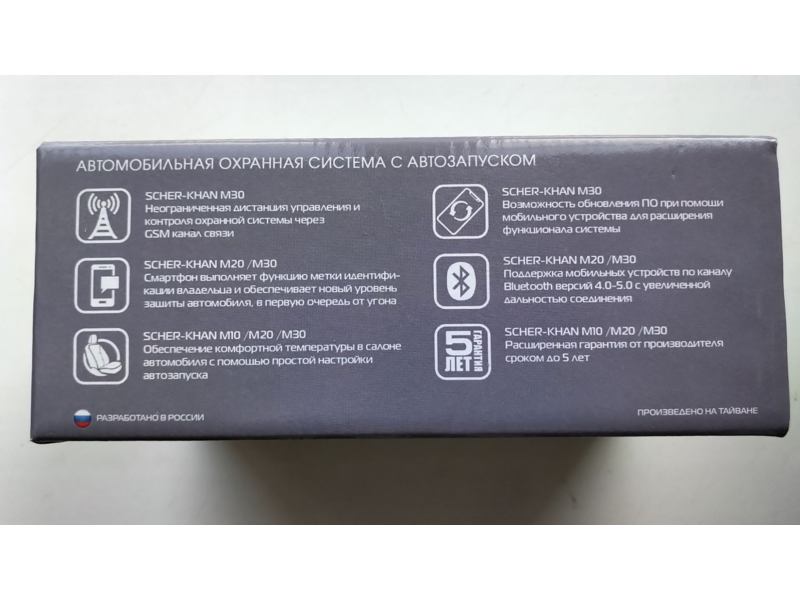 АВТОМОБИЛЬНАЯ ОХРАННАЯ СИСТЕМА С АВТОЗАПУСКОМ
SCHER-KHAN M30
Неограниченная дистанция управления и
контроля охранной системы через
GSM канал связи
SCHER-KHAN M20 /M30
Смартфон выполняет функцию метки идентифи-
кации владельца и обеспечивает новый уровень
защиты автомобиля, в первую очередь от угона
SCHER-KHAN M10 /M20 /M30
Обеспечение комфортной температуры в салоне
автомобиля с помощью простой настройки
автозапуска
SCHER-KHAN M30
Возможность обновления ПО при помощи
мобильного устройства для расширения
функционала системы
SCHER-KHAN M20 /M30
Поддержка мобильных устройств по каналу
Bluetooth версий 4.0-5.0 с увеличенной
дальностью соединения
5
ЛЕТ
ГАРАНТИЯ
SCHER-KHAN M10 /M20 /M30
Расширенная гарантия от производителя
сроком до 5 лет
РАЗРАБОТАНО В РОССИИ
ПРОИЗВЕДЕНО НА ТАЙВАНЕ